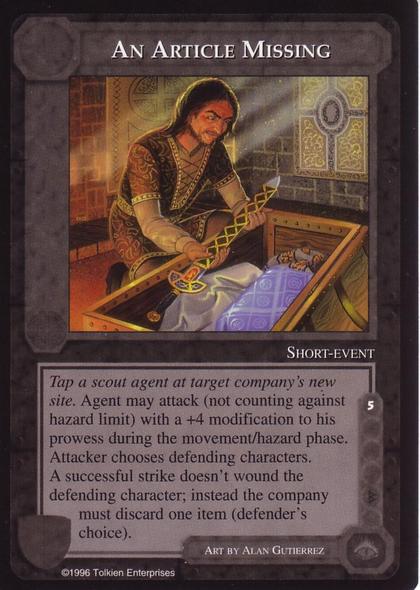 AN ARTICLE MISSING
SHORT-EVENT
Tap a scout agent at target company's new
site. Agent may attack (not counting against
hazard limit) with a +4 modification to his
prowess during the movement/hazard phase.
Attacker chooses defending characters.
A successful strike doesn't wound the
defending character; instead the company
must discard one item (defender's
choice).
5
ART BY ALAN GUTIERREZ
©1996 Tolkien Enterprises